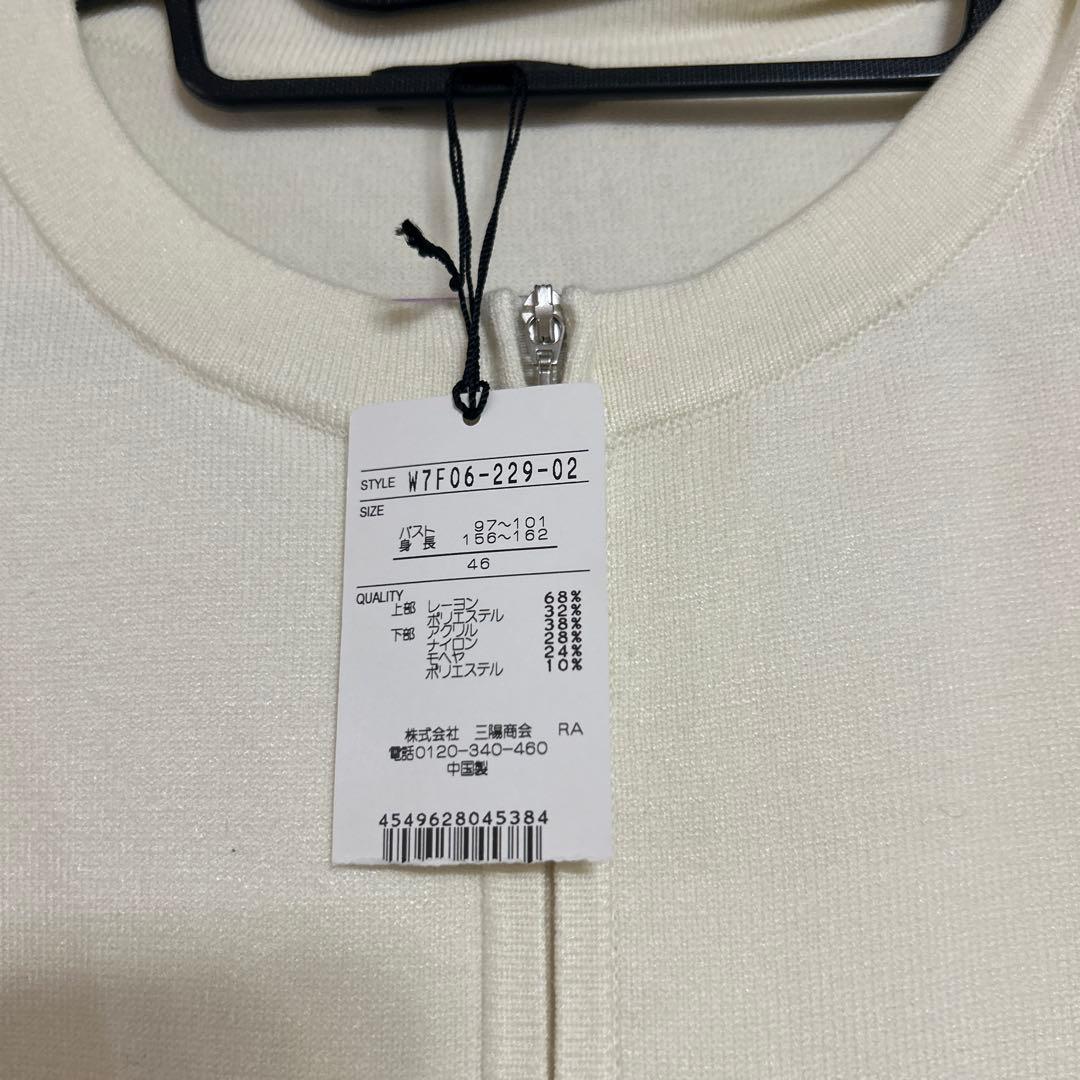 STYLE W7F06-229-02
SIZE
バスト 97～101
身長 156～162
46
QUALITY
上部 レーヨン 68%
ポリエステル 32%
下部 アクリル 38%
ナイロン 28%
モヘヤ 24%
ポリエステル 10%
株式会社 三陽商会 RA
電話0120-340-460
中国製
4549628045384